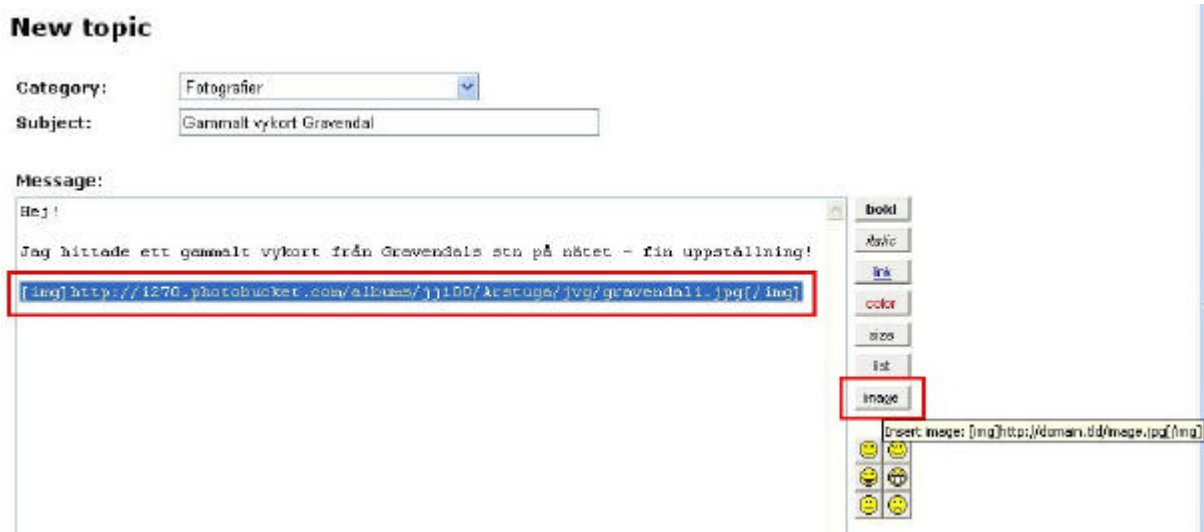 New topic
Category: Fotografier
Subject: Gammalt vykort Gravendal
Message:
Hej!
Jag hittade ett gammalt vykort från Gravendals stn på nätet - fin uppställning!
[img]http://i270.photobucket.com/albums/jj100/Arstuga/jvg/gravendal1.jpg[/img]
bold
italic
link
color
size
list
image
Insert image: [img]http://domain.tld/image.jpg[/img]